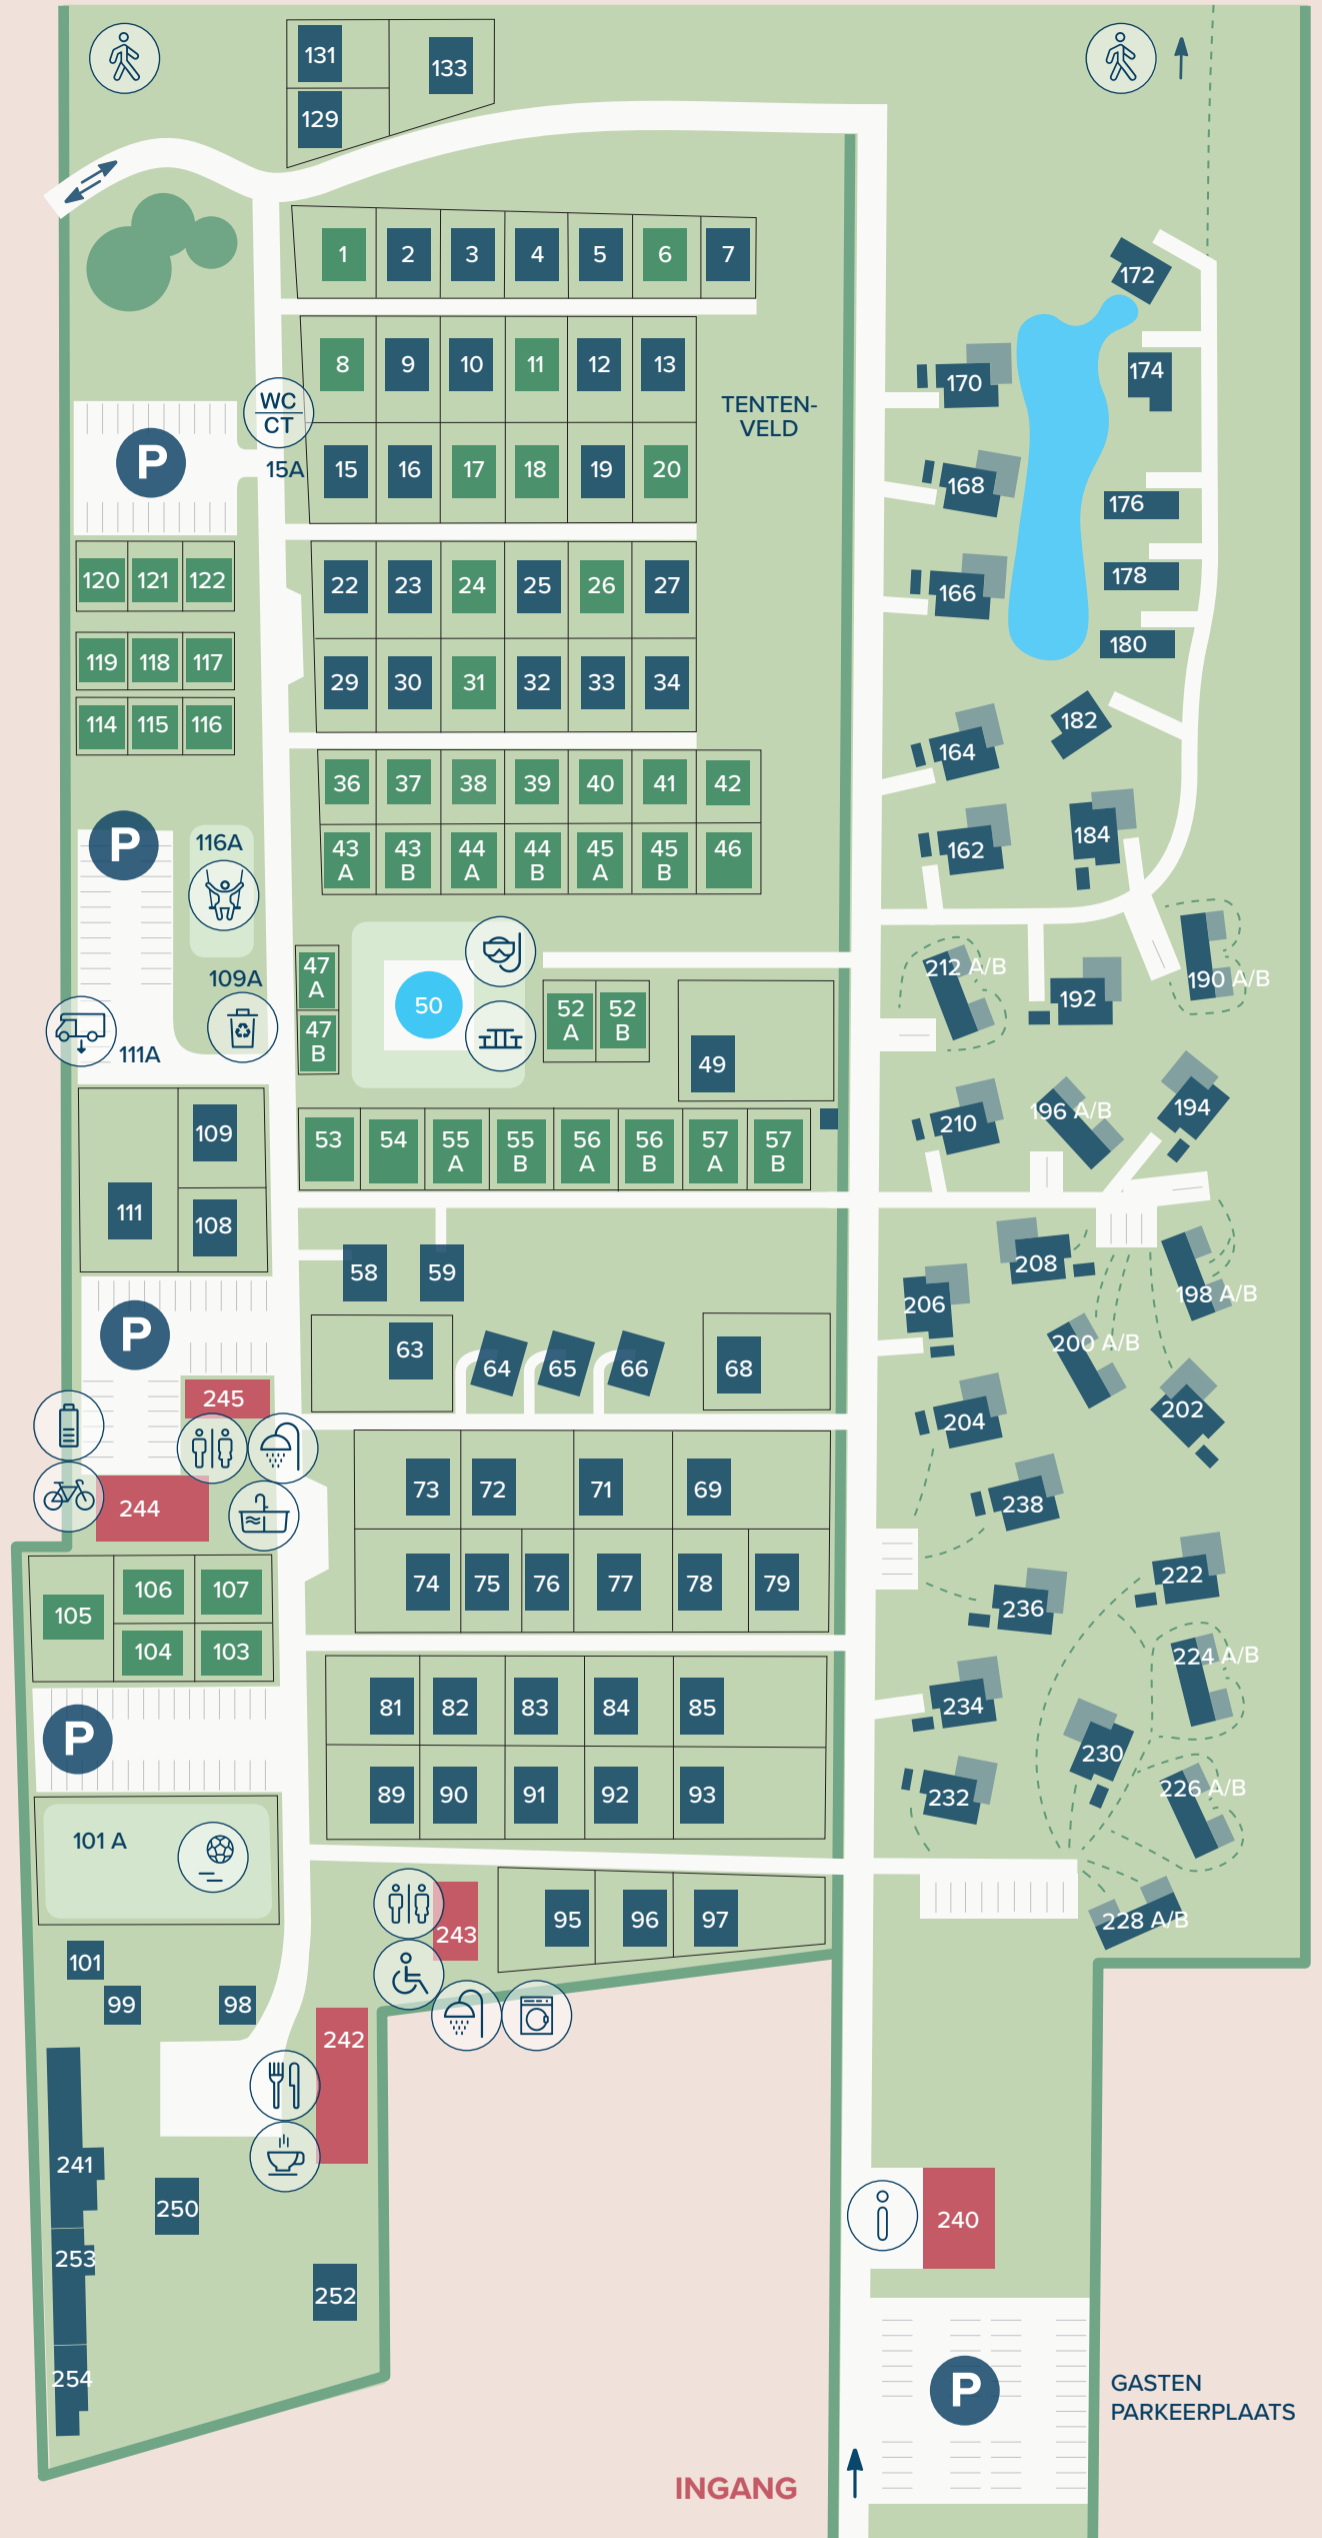 131
133
129
1 2 3 4 5 6 7
172
8 9 10 11 12 13
170
174
WC
CT
TENTEN-
VELD
P
15A
15 16 17 18 19 20
168
176
120 121 122
22 23 24 25 26 27
166
178
119 118 117
29 30 31 32 33 34
180
114 115 116
182
164
36 37 38 39 40 41 42
P
116A
184
43 A
43 B
44 A
44 B
45 A
45 B
46
162
47 A
212 A/B
190 A/B
109A
192
50
52 A
52 B
47 B
111A
49
109
196 A/B
194
210
53
54
55 A
55 B
56 A
56 B
57 A
57 B
111
108
58
59
208
198 A/B
206
P
63
64
65
66
68
200 A/B
245
202
204
73 72 71 69
244
238
74 75 76 77 78 79
106 107
222
105
236
104 103
224 A/B
81 82 83 84 85
234
P
230
89 90 91 92 93
232
226 A/B
101 A
95 96 97
228 A/B
243
101
99
98
242
241
250
240
253
252
254
P
GASTEN
PARKEERPLAATS
INGANG